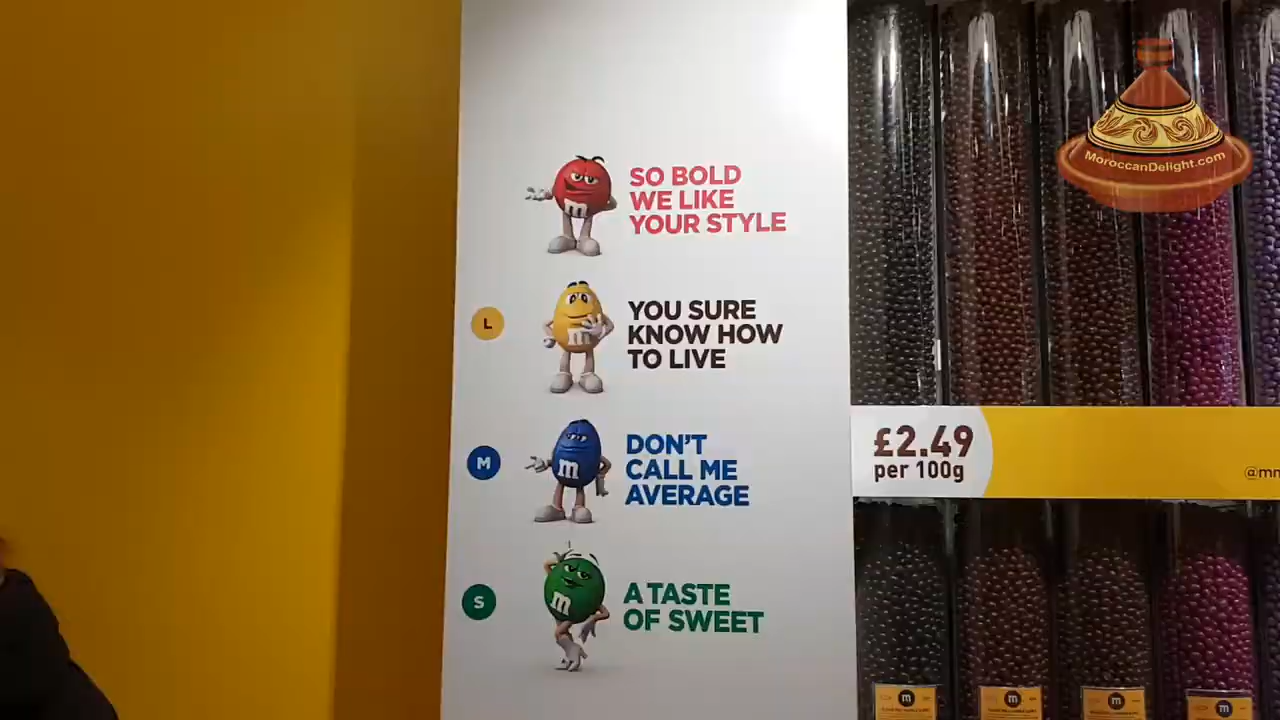 MoroccanDelight.com
SO BOLD
WE LIKE
YOUR STYLE
L
YOU SURE
KNOW HOW
TO LIVE
M
DON'T
CALL ME
AVERAGE
S
A TASTE
OF SWEET
£2.49
per 100g
m
m
m
m
m
m
m
m